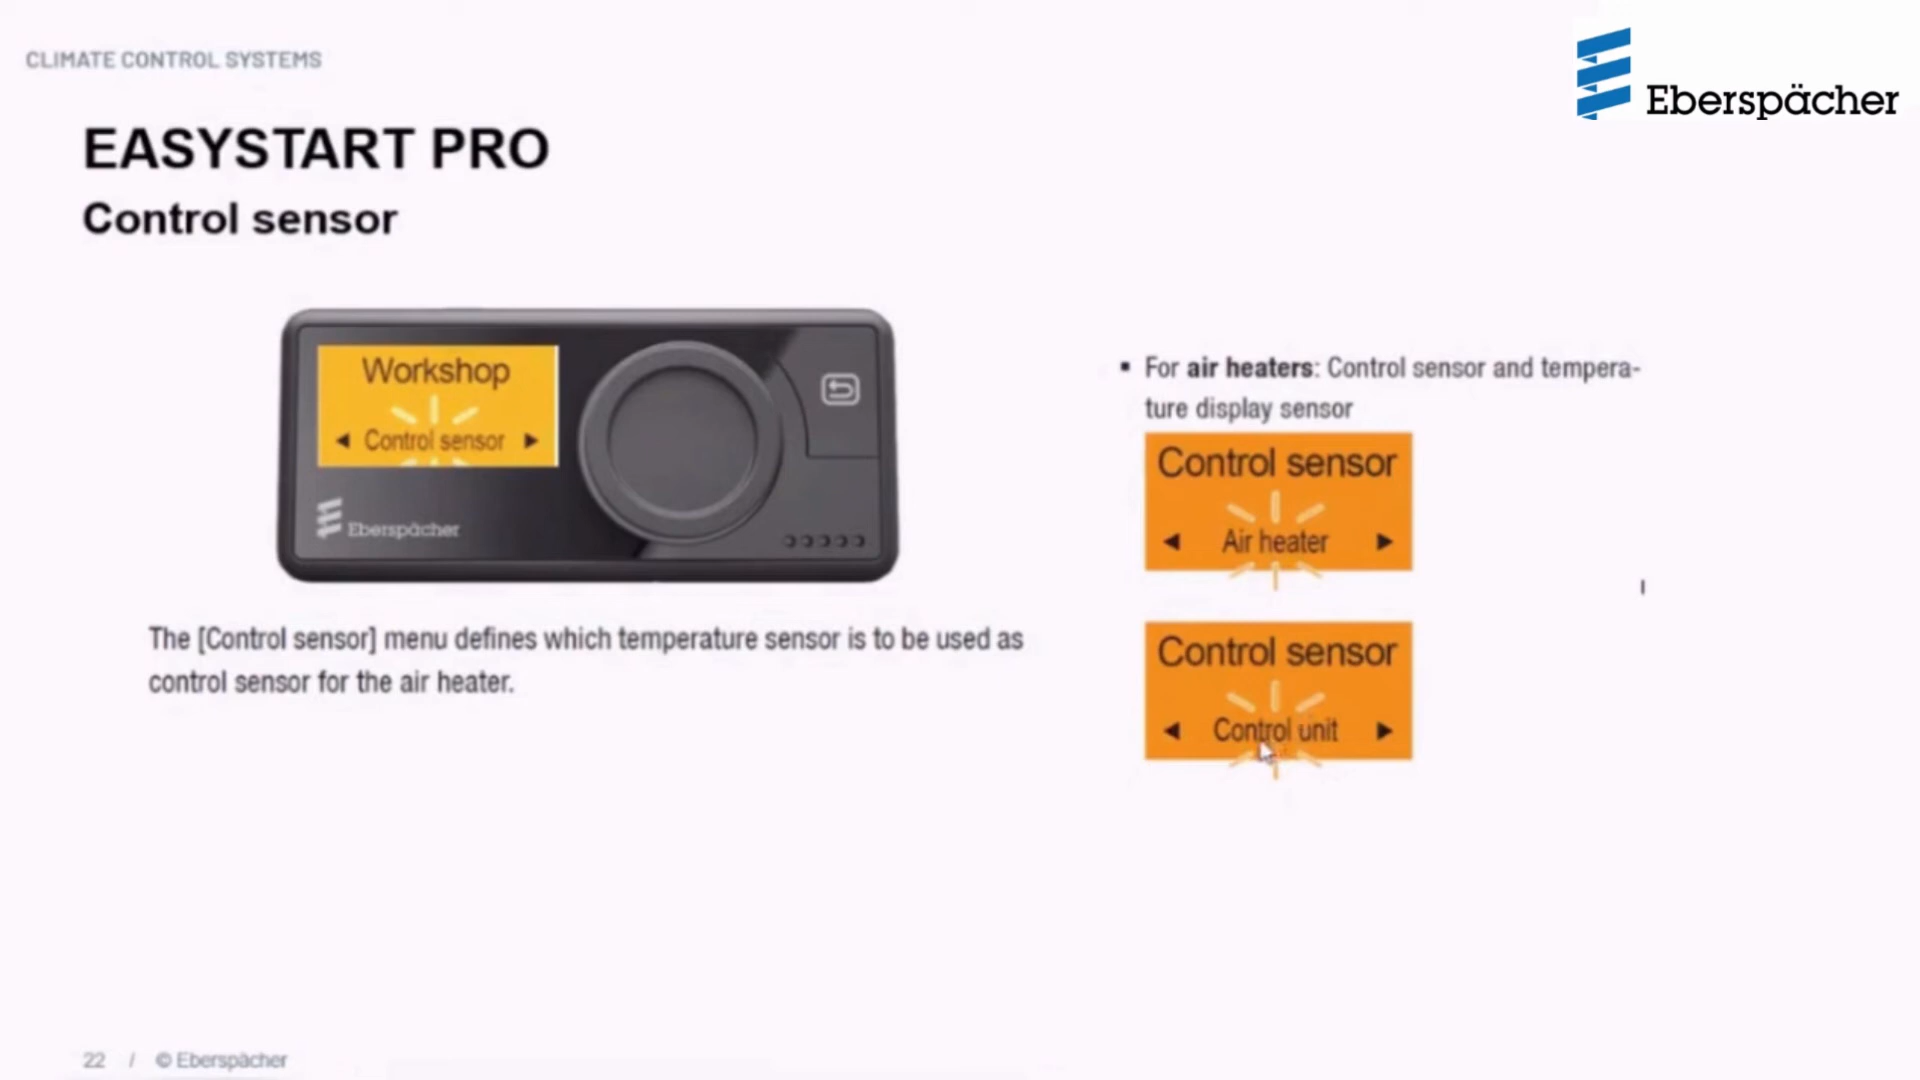 CLIMATE CONTROL SYSTEMS
Eberspächer
EASYSTART PRO
Control sensor
Workshop
Control sensor
Eberspächer
The [Control sensor] menu defines which temperature sensor is to be used as
control sensor for the air heater.
▪ For air heaters: Control sensor and tempera-
ture display sensor
Control sensor
Air heater
Control sensor
Control unit
22 / © Eberspächer